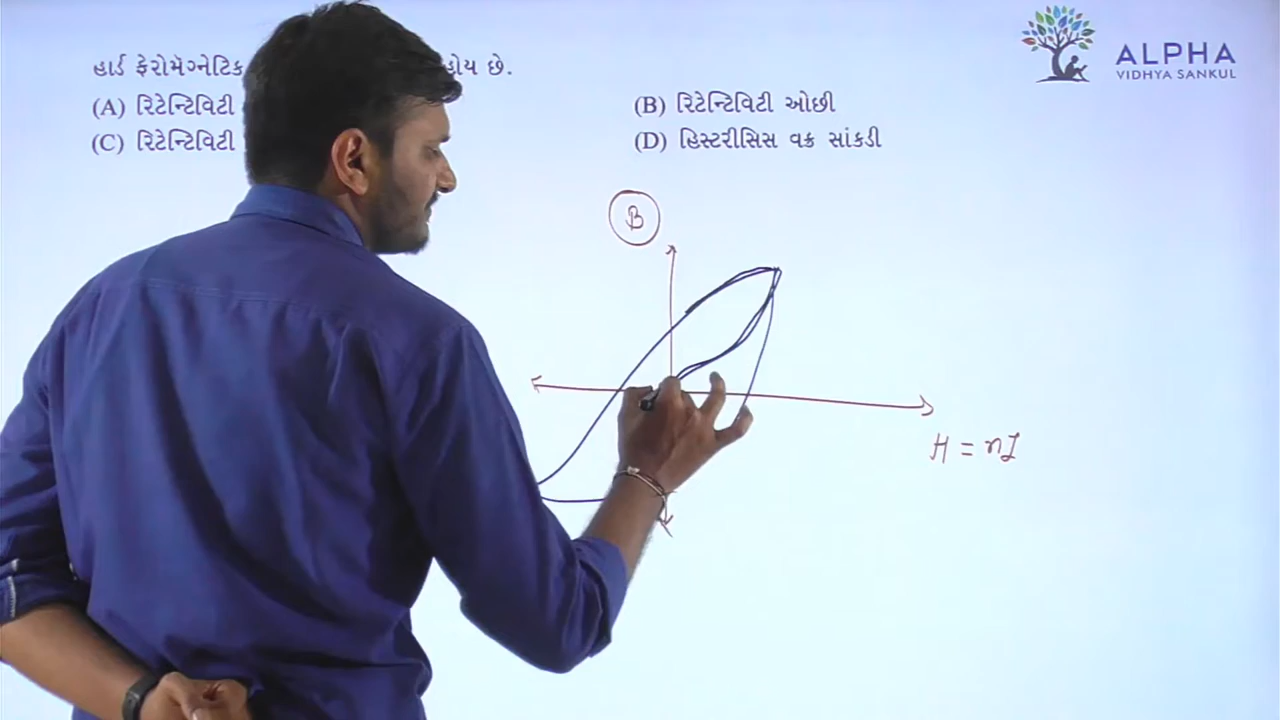 હાર્ડ ફેરોમૅગ્નેટિક હોય છે.
(A) રિટેન્ટિવિટી
(B) રિટેન્ટિવિટી ઓછી
(C) રિટેન્ટિવિટી
(D) હિસ્ટરીસિસ વક્ર સાંકડી
ALPHA
VIDHYA SANKUL
B
H = nI